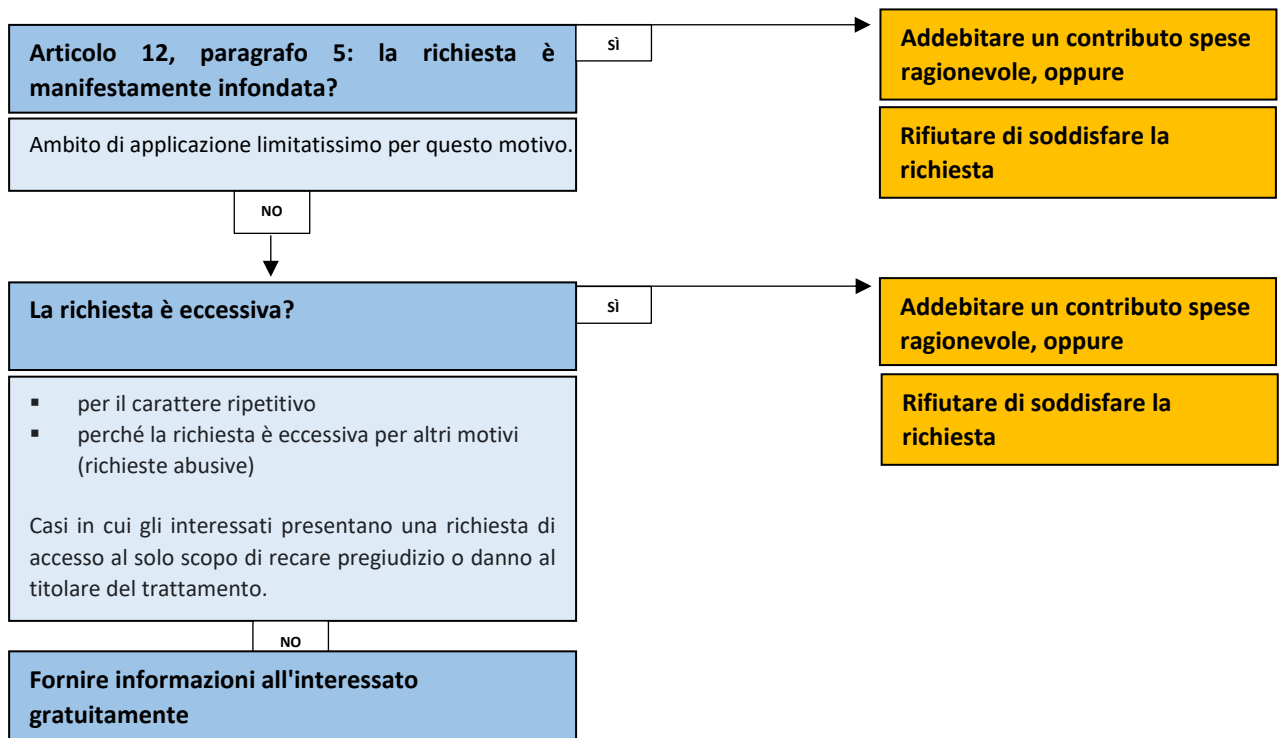 Articolo 12, paragrafo 5: la richiesta è
manifestamente infondata?
SÌ
Addebitare un contributo spese
ragionevole, oppure
Ambito di applicazione limitatissimo per questo motivo.
Rifiutare di soddisfare la
richiesta
NO
La richiesta è eccessiva?
SÌ
Addebitare un contributo spese
ragionevole, oppure
▪ per il carattere ripetitivo
▪ perché la richiesta è eccessiva per altri motivi
(richieste abusive)
Rifiutare di soddisfare la
richiesta
Casi in cui gli interessati presentano una richiesta di
accesso al solo scopo di recare pregiudizio o danno al
titolare del trattamento.
NO
Fornire informazioni all'interessato
gratuitamente